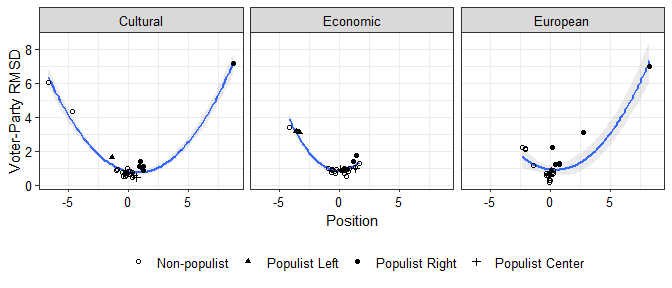 Cultural Economic European
Voter-Party RMSD
8
6
4
2
0
-5 0 5 -5 0 5 -5 0 5
Position
Non-populist Populist Left Populist Right Populist Center